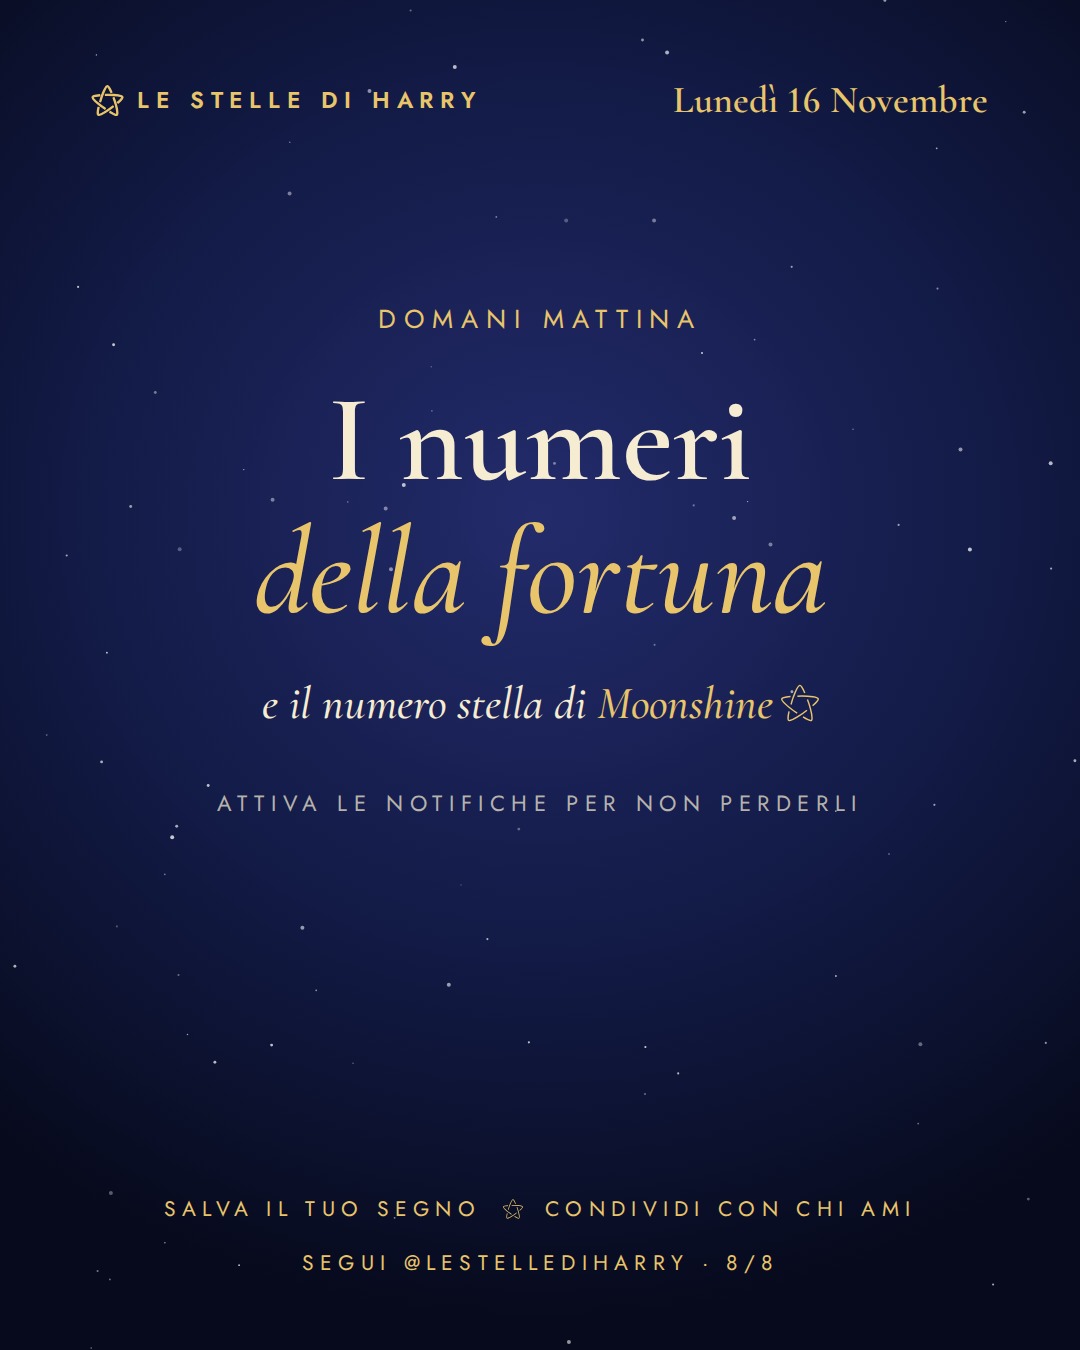 LE STELLE DI HARRY
Lunedì 16 Novembre
DOMANI MATTINA
I numeri
della fortuna
e il numero stella di Moonshine
ATTIVA LE NOTIFICHE PER NON PERDERLI
SALVA IL TUO SEGNO CONDIVIDI CON CHI AMI
SEGUI @LESTELLEDIHARRY · 8/8